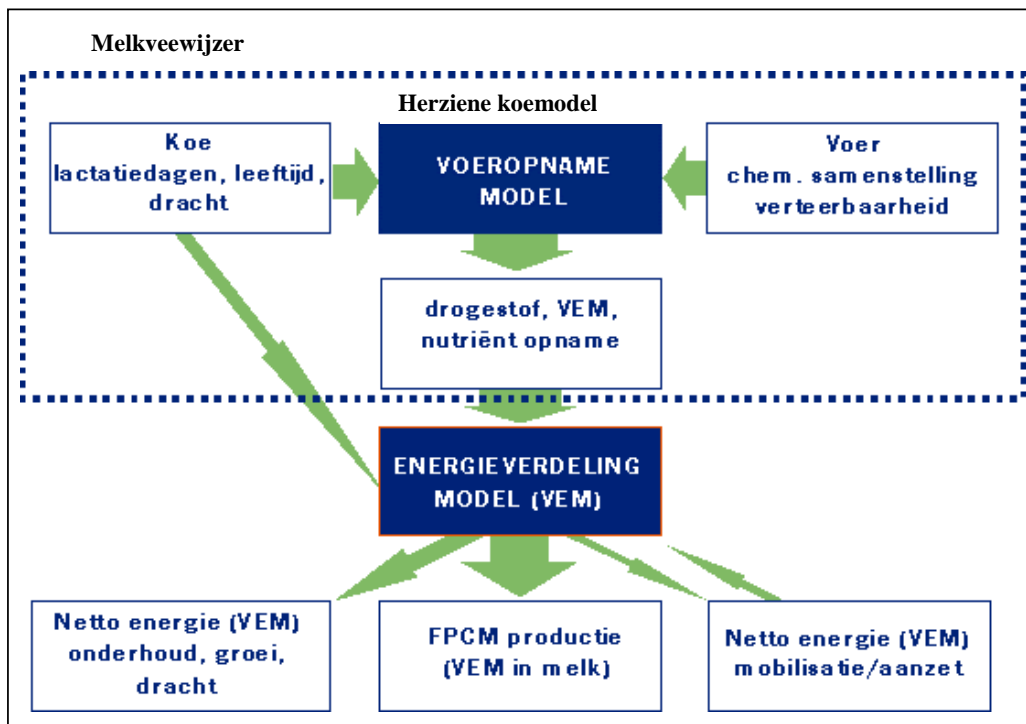 Melkveewijzer
Herziene koemodel
Koe
lactatiedagen, leeftijd,
dracht
VOEROPNAME
MODEL
Voer
chem. samenstelling
verteerbaarheid
drogestof, VEM,
nutriënt opname
ENERGIEVERDELING
MODEL (VEM)
Netto energie (VEM)
onderhoud, groei,
dracht
FPCM productie
(VEM in melk)
Netto energie (VEM)
mobilisatie/aanzet